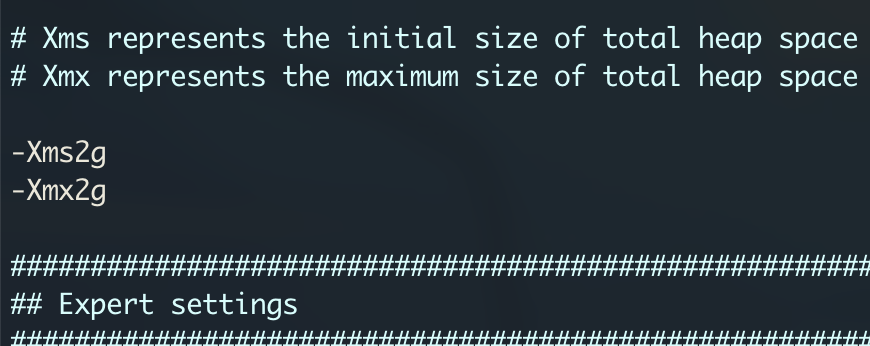 # Xms represents the initial size of total heap space
# Xmx represents the maximum size of total heap space
-Xms2g
-Xmx2g
######################################################
## Expert settings
######################################################